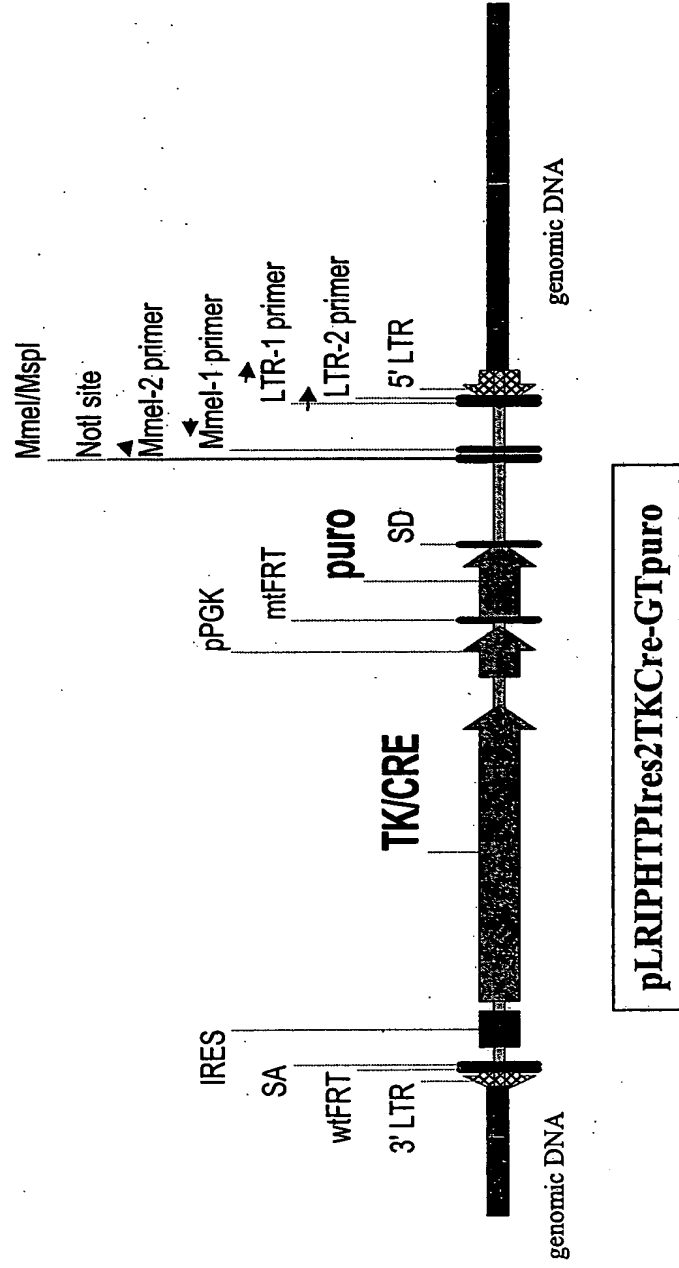 MmeI/MspI
NotI site
MmeI-2 primer
MmeI-1 primer
LTR-1 primer
LTR-2 primer
5' LTR
pPGK
mtFRT
puro
SD
TK/CRE
IRES
SA
wtFRT
3' LTR
genomic DNA
genomic DNA
pLRIPHTPIres2TKCre-GTpuro